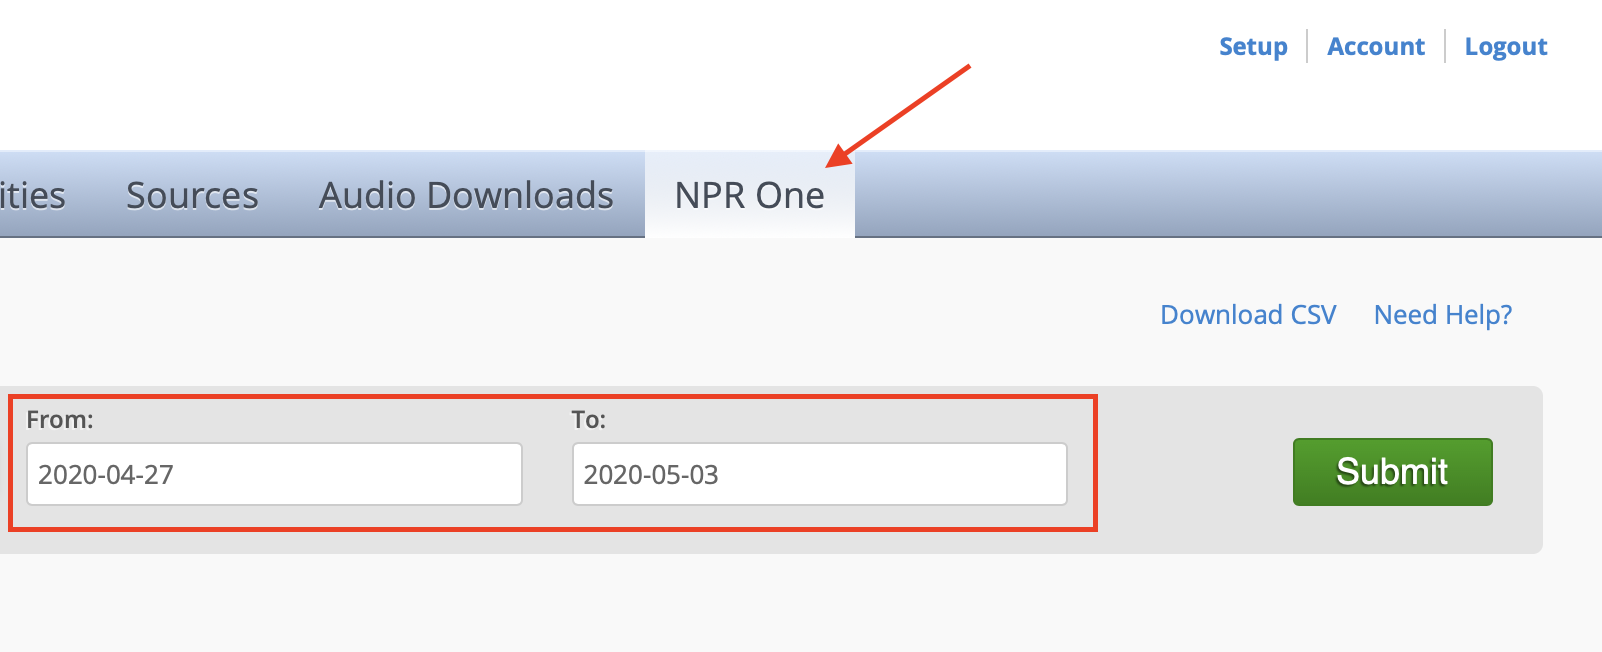 Setup Account Logout
ities Sources Audio Downloads NPR One
Download CSV Need Help?
From: To:
2020-04-27 2020-05-03
Submit